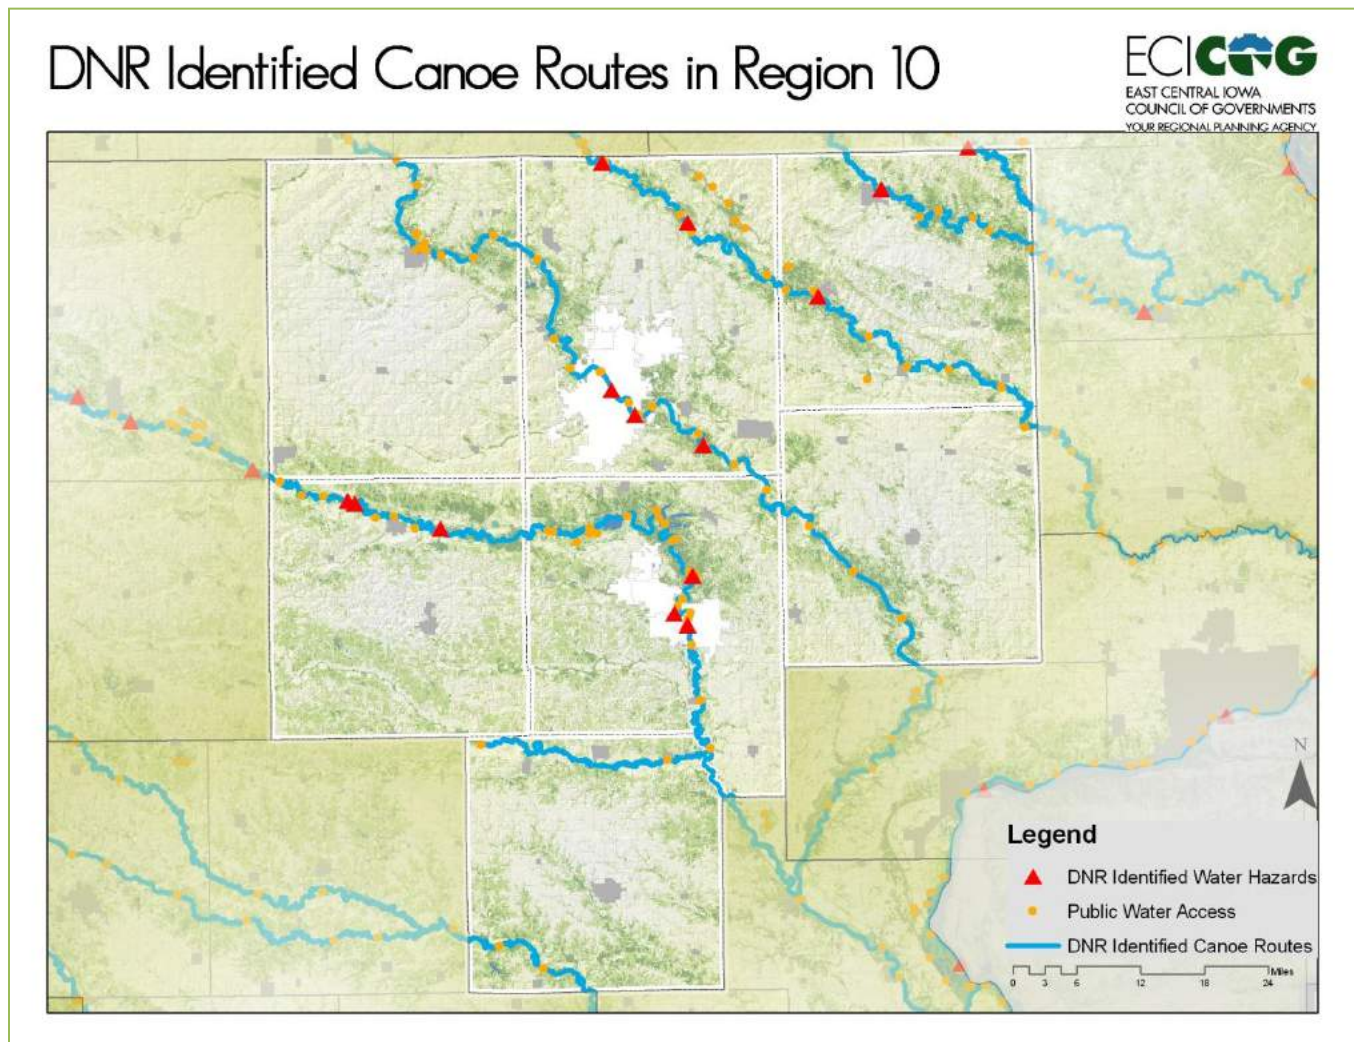 DNR Identified Canoe Routes in Region 10
ECICOG
EAST CENTRAL IOWA
COUNCIL OF GOVERNMENTS
YOUR REGIONAL PLANNING AGENCY
N
Legend
DNR Identified Water Hazards
Public Water Access
DNR Identified Canoe Routes
Miles
0 3 6 12 18 24